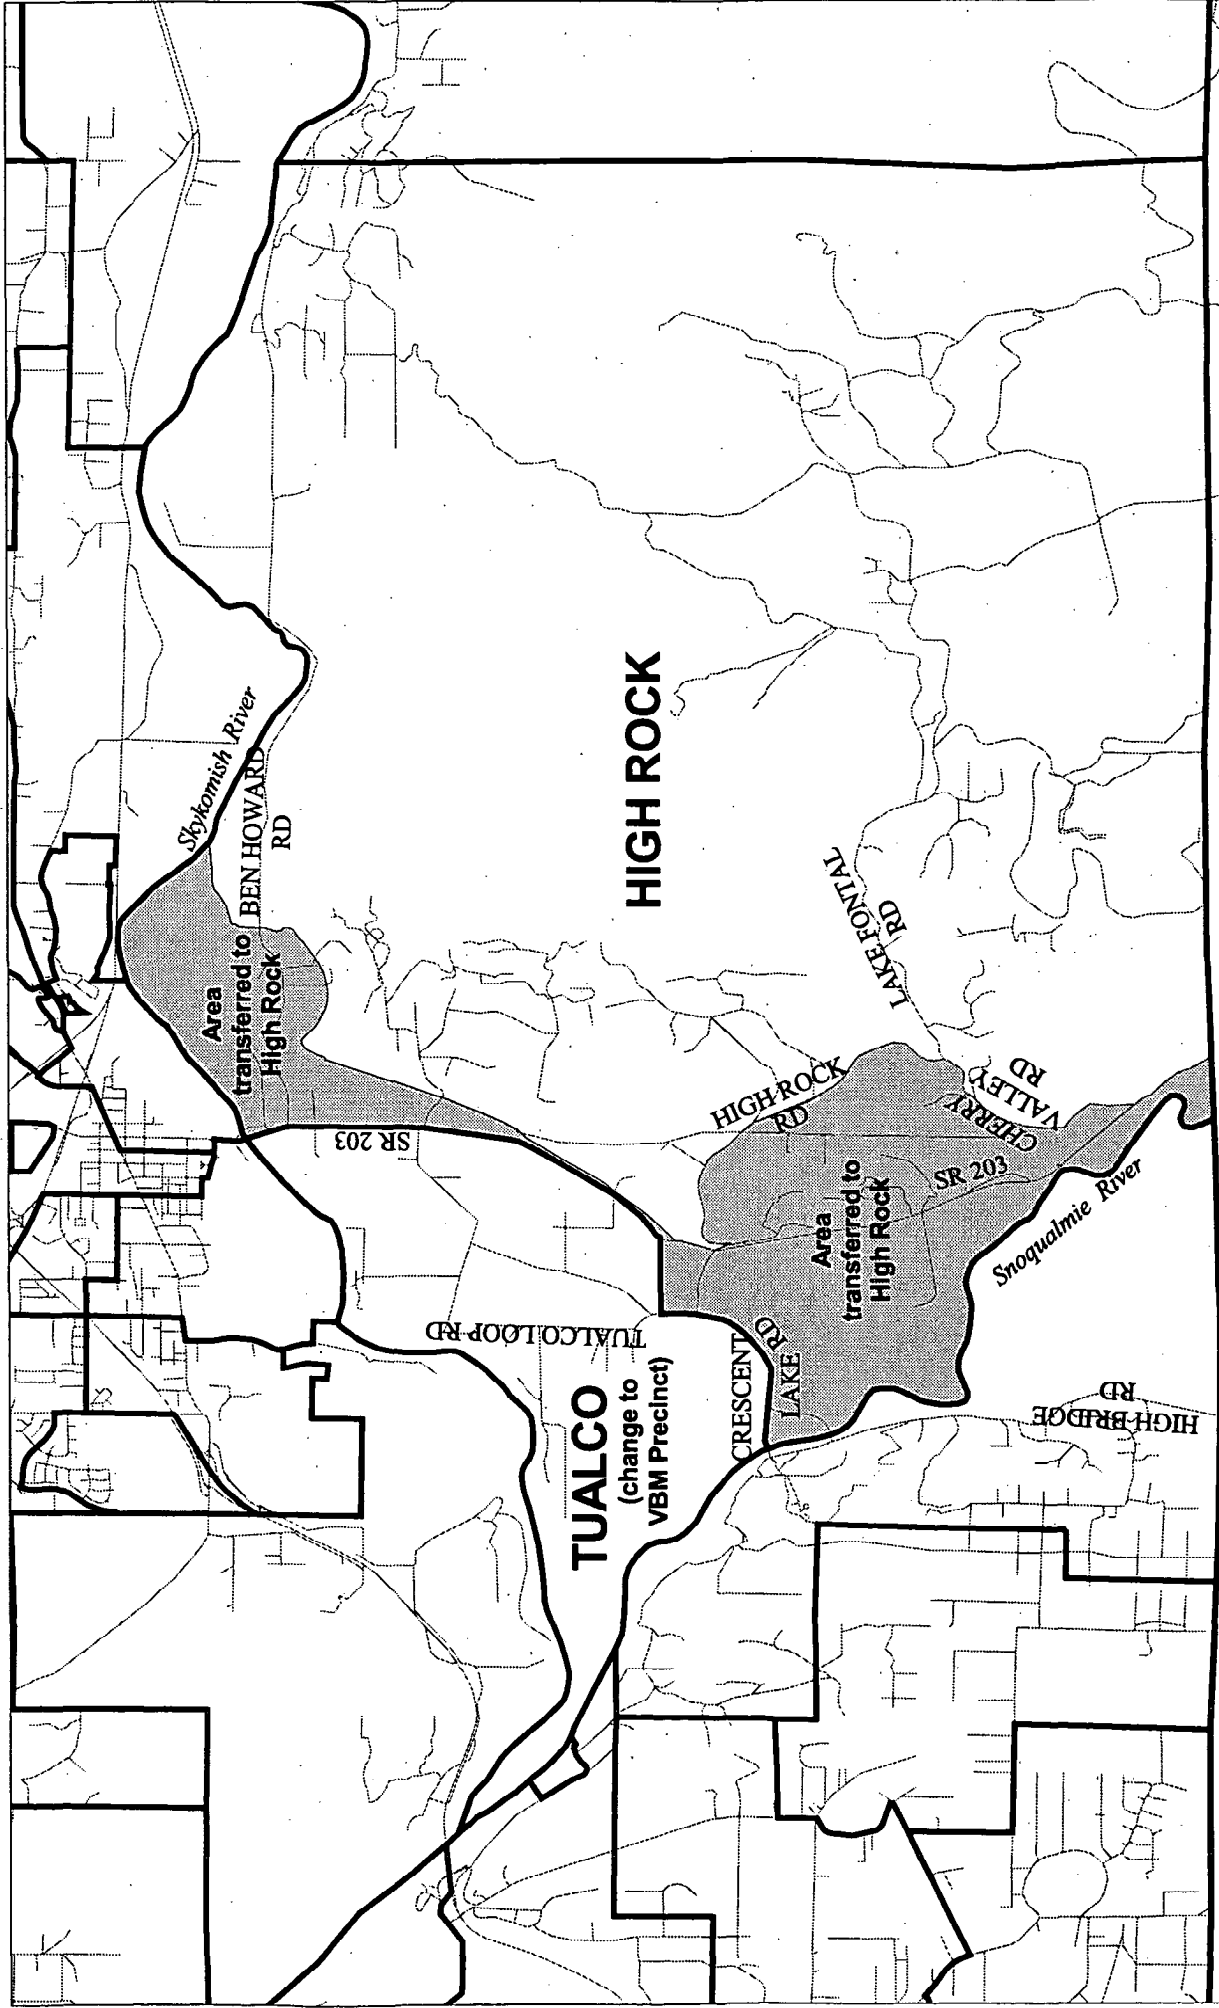 Skykomish River
BEN HOWARD
RD
Area
transferred to
High Rock
SR 203
HIGH ROCK
TUALCO LOOP RD
TUALCO
(change to
VBM Precinct)
HIGH ROCK
RD
LAKE FONTAL
RD
CHERRY
VALLEY
RD
SR 203
Area
transferred to
High Rock
CRESCENT
LAKE RD
Snoqualmie River
HIGH BRIDGE
RD